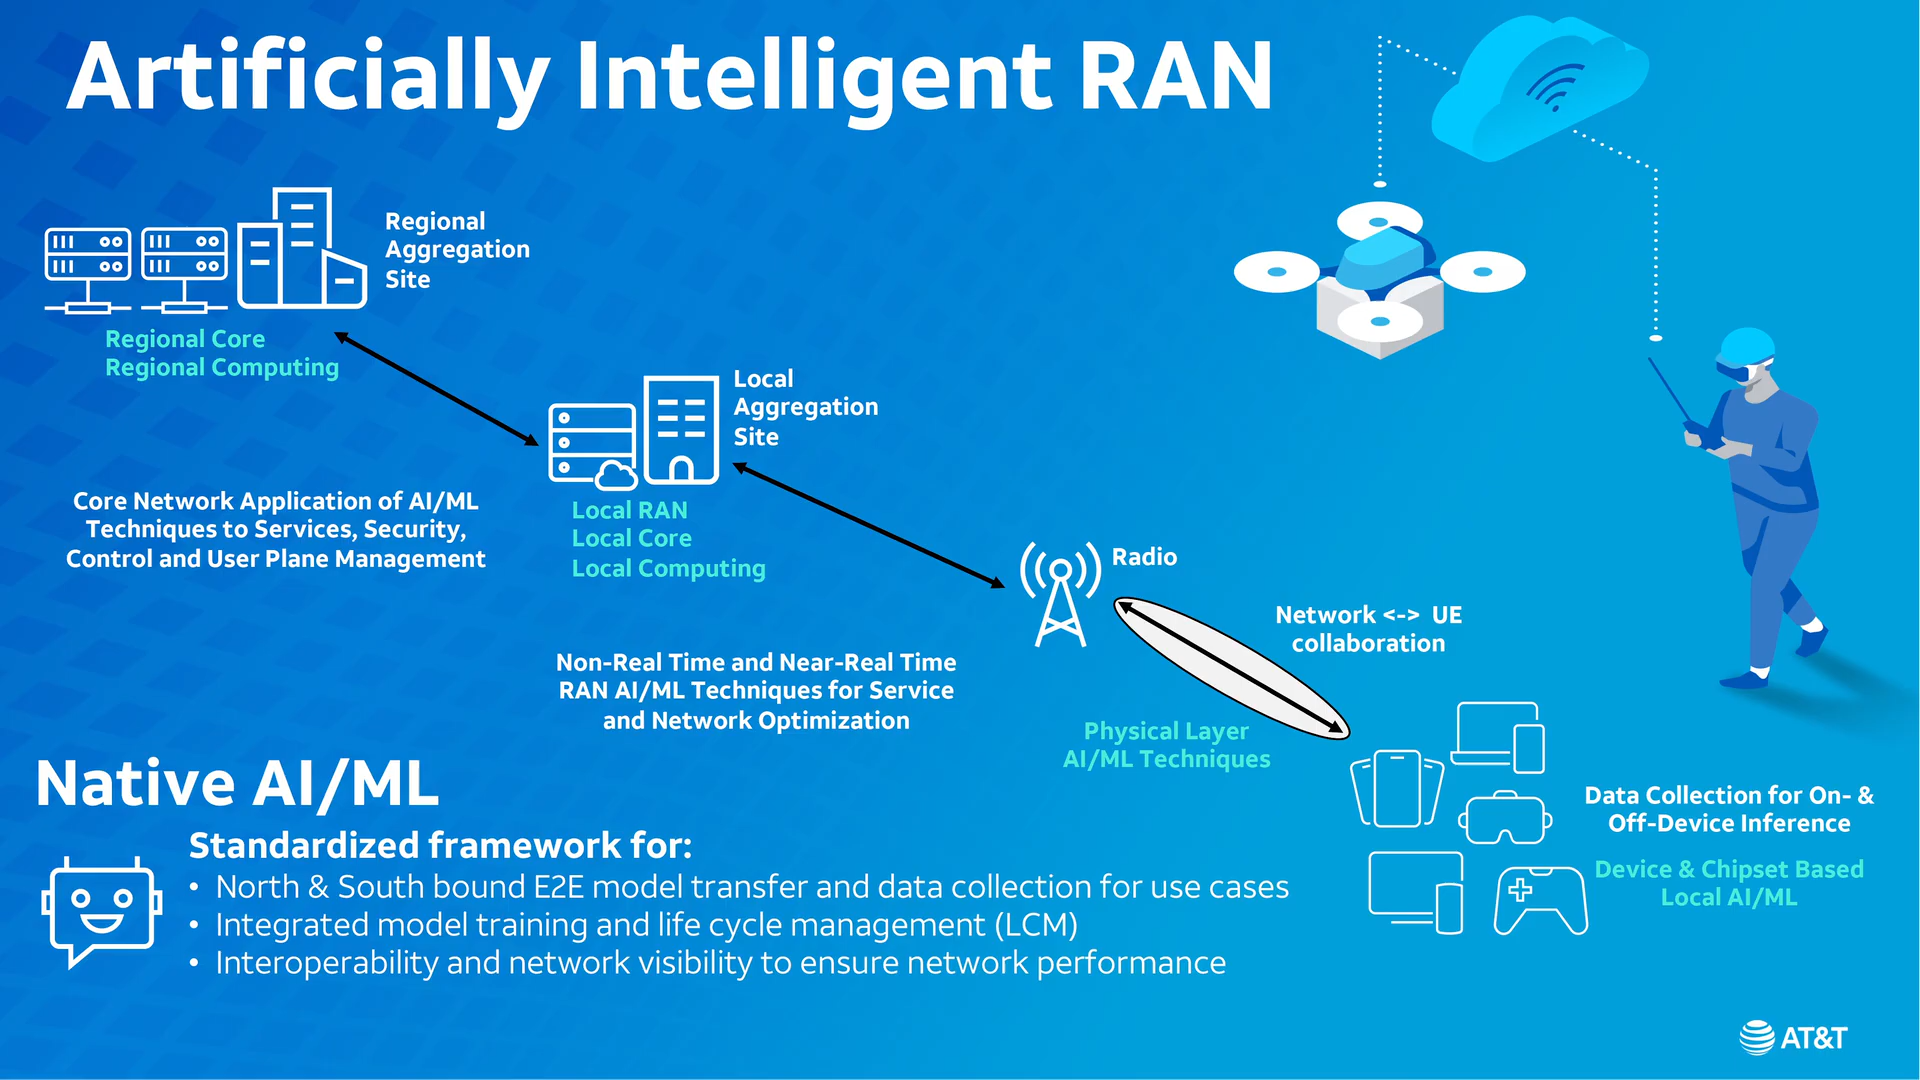 Artificially Intelligent RAN
Regional
Aggregation
Site
Regional Core
Regional Computing
Local
Aggregation
Site
Local RAN
Local Core
Local Computing
Core Network Application of AI/ML
Techniques to Services, Security,
Control and User Plane Management
Radio
Network <-> UE
collaboration
Non-Real Time and Near-Real Time
RAN AI/ML Techniques for Service
and Network Optimization
Physical Layer
AI/ML Techniques
Data Collection for On- &
Off-Device Inference
Device & Chipset Based
Local AI/ML
Native AI/ML
Standardized framework for:
• North & South bound E2E model transfer and data collection for use cases
• Integrated model training and life cycle management (LCM)
• Interoperability and network visibility to ensure network performance
AT&T